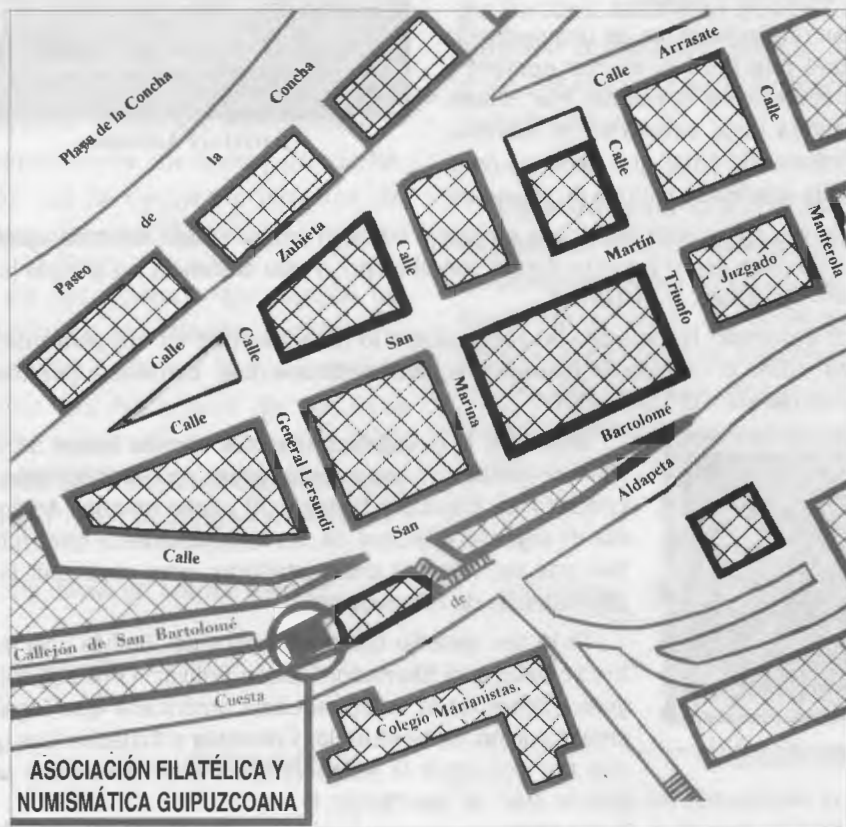 Calle Arrasate
Playa de la Concha
Paseo de la Concha
Calle
Calle
Calle Zubieta
Calle Marina
Calle Triunfo
Manterola
Juzgado
Calle San Martín
Calle General Lersundi
Calle San Bartolomé
Callejón de San Bartolomé
Cuesta de Aldapeta
Colegio Marianistas.
ASOCIACIÓN FILATÉLICA Y
NUMISMÁTICA GUIPUZCOANA